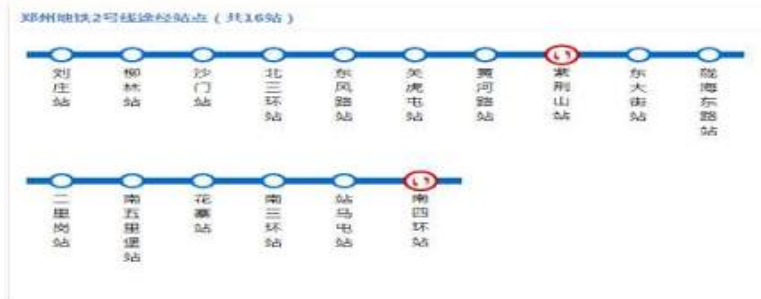 郑州地铁2号线途经站点（共16站）
刘庄站
柳林站
沙门站
北三环站
东风路站
关虎屯站
黄河路站
紫荆山站
东大街站
陇海东路站
二里岗站
南五里堡站
花寨站
南三环站
站马屯站
南四环站